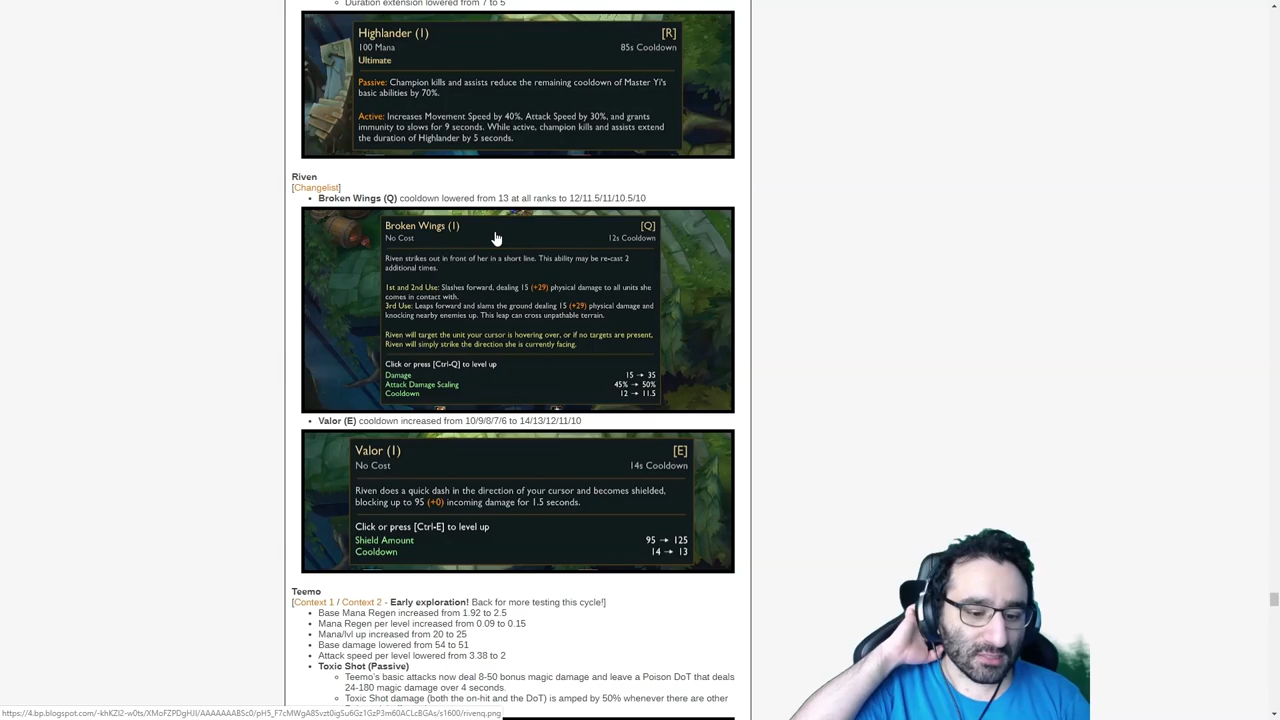 Duration extension lowered from 7 to 5
Highlander (1) [R]
100 Mana 85s Cooldown
Ultimate
Passive: Champion kills and assists reduce the remaining cooldown of Master Yi's
basic abilities by 70%.
Active: Increases Movement Speed by 40%, Attack Speed by 30%, and grants
immunity to slows for 9 seconds. While active, champion kills and assists extend
the duration of Highlander by 5 seconds.
Riven
[Changelist]
Broken Wings (Q) cooldown lowered from 13 at all ranks to 12/11.5/11/10.5/10
Broken Wings (1) [Q]
No Cost 12s Cooldown
Riven strikes out in front of her in a short line. This ability may be re-cast 2
additional times.
1st and 2nd Use: Slashes forward, dealing 15 (+29) physical damage to all units she
comes in contact with.
3rd Use: Leaps forward and slams the ground dealing 15 (+29) physical damage and
knocking nearby enemies up. This leap can cross unpathable terrain.
Riven will target the unit your cursor is hovering over, or if no targets are present,
Riven will simply strike the direction she is currently facing.
Click or press [Ctrl-Q] to level up
Damage 15 → 35
Attack Damage Scaling 45% → 50%
Cooldown 12 → 11.5
Valor (E) cooldown increased from 10/9/8/7/6 to 14/13/12/11/10
Valor (1) [E]
No Cost 14s Cooldown
Riven does a quick dash in the direction of your cursor and becomes shielded,
blocking up to 95 (+0) incoming damage for 1.5 seconds.
Click or press [Ctrl-E] to level up
Shield Amount 95 → 125
Cooldown 14 → 13
Teemo
[Context 1 / Context 2 - Early exploration! Back for more testing this cycle!]
Base Mana Regen increased from 1.92 to 2.5
Mana Regen per level increased from 0.09 to 0.15
Mana/lvl up increased from 20 to 25
Base damage lowered from 54 to 51
Attack speed per level lowered from 3.38 to 2
Toxic Shot (Passive)
Teemo's basic attacks now deal 8-50 bonus magic damage and leave a Poison DoT that deals
24-180 magic damage over 4 seconds.
Toxic Shot damage (both the on-hit and the DoT) is amped by 50% whenever there are other